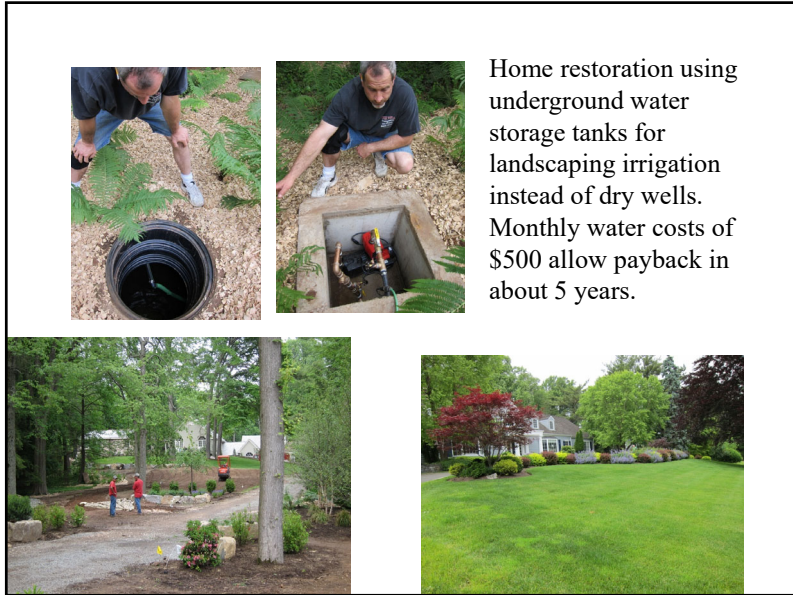 Home restoration using
underground water
storage tanks for
landscaping irrigation
instead of dry wells.
Monthly water costs of
$500 allow payback in
about 5 years.